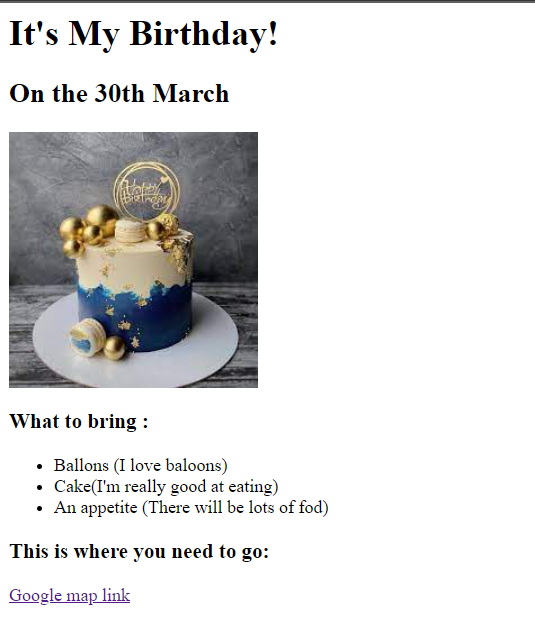 It's My Birthday!
On the 30th March
Happy
Birthday
What to bring :
Ballons (I love baloons)
Cake(I'm really good at eating)
An appetite (There will be lots of fod)
This is where you need to go:
Google map link